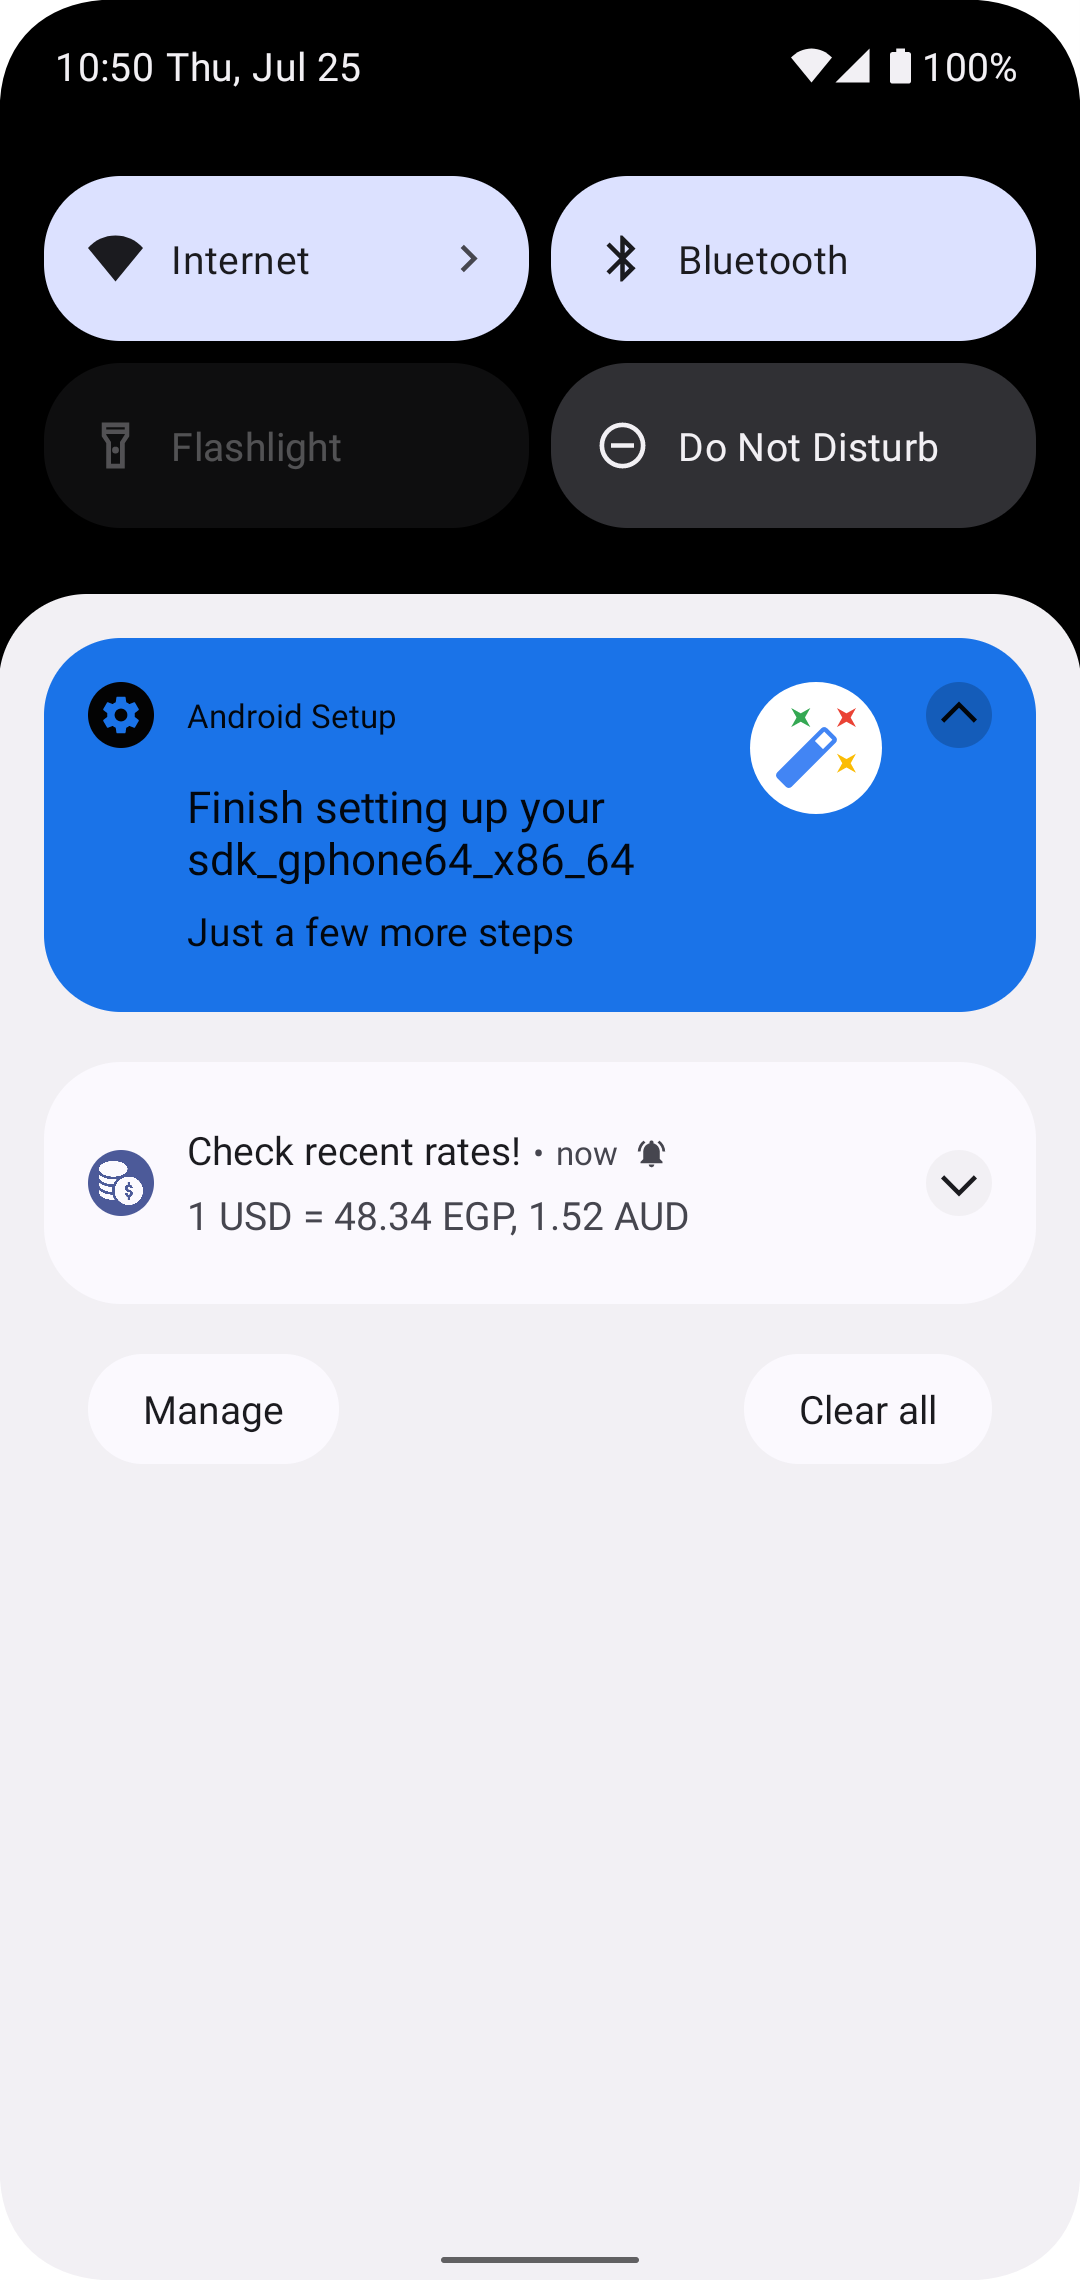 10:50 Thu, Jul 25 100%
Internet
Bluetooth
Flashlight
Do Not Disturb
Android Setup
Finish setting up your
sdk_gphone64_x86_64
Just a few more steps
Check recent rates! • now
1 USD = 48.34 EGP, 1.52 AUD
Manage
Clear all